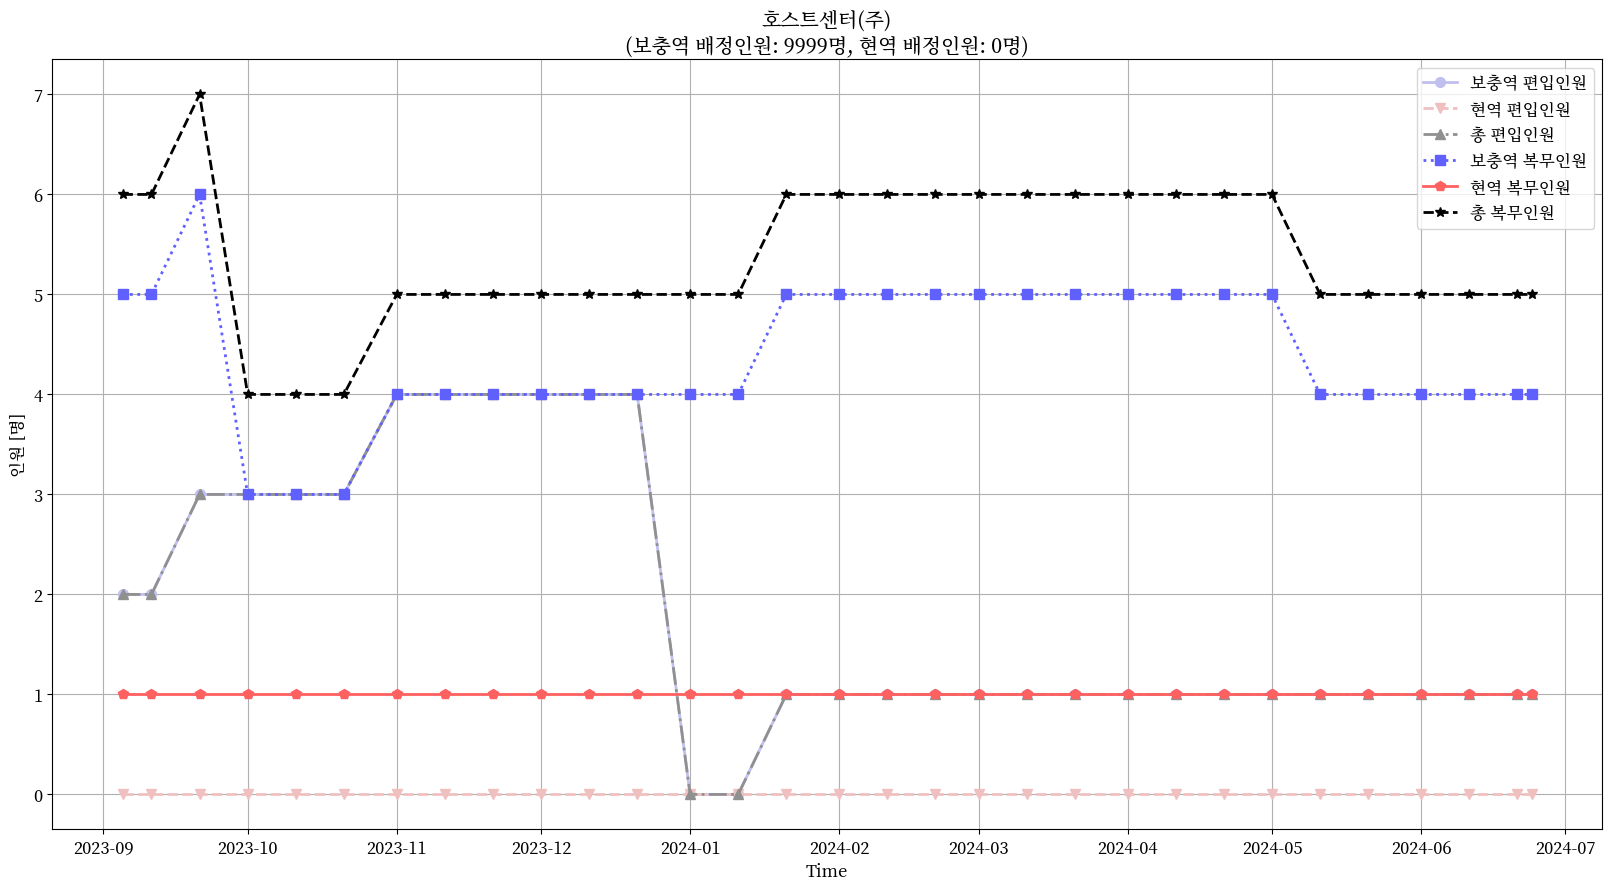 호스트센터(주)
(보충역 배정인원: 9999명, 현역 배정인원: 0명)
보충역 편입인원
현역 편입인원
총 편입인원
보충역 복무인원
현역 복무인원
총 복무인원
7
6
5
4
3
2
1
0
인원 [명]
2023-09 2023-10 2023-11 2023-12 2024-01 2024-02 2024-03 2024-04 2024-05 2024-06 2024-07
Time